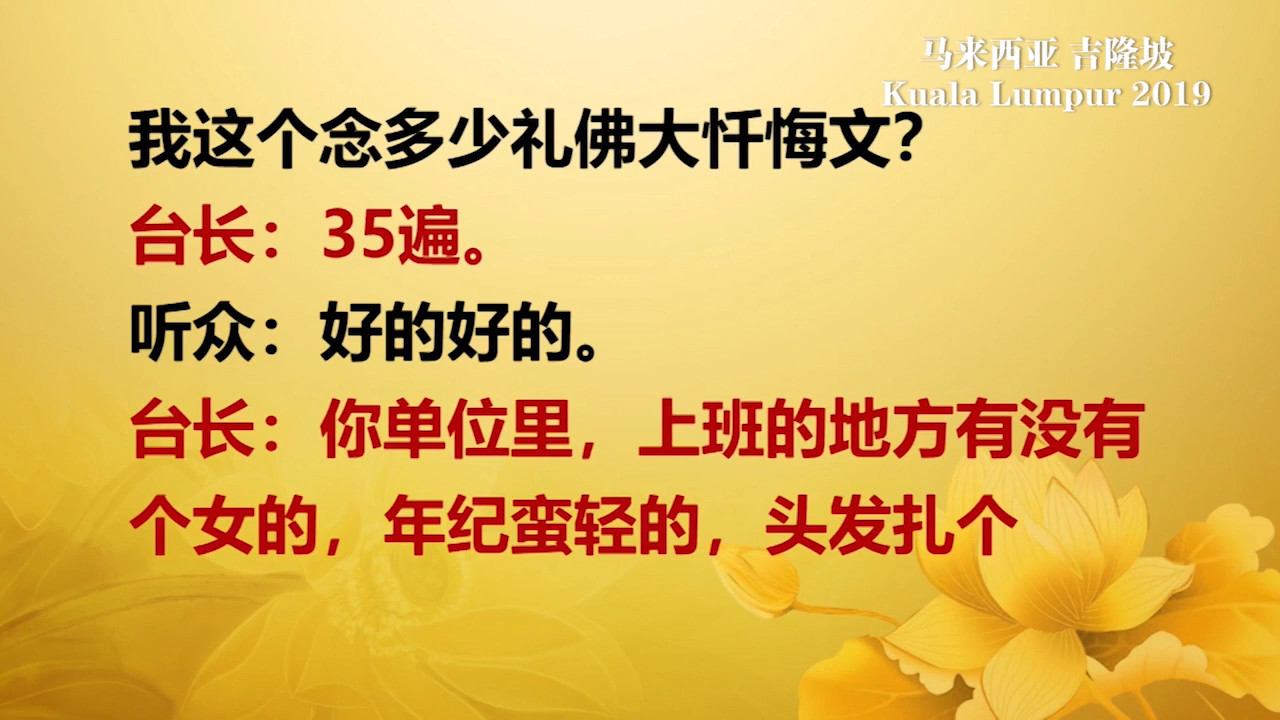 马来西亚 吉隆坡
Kuala Lumpur 2019
我这个念多少礼佛大忏悔文？
台长：35遍。
听众：好的好的。
台长：你单位里，上班的地方有没有
个女的，年纪蛮轻的，头发扎个